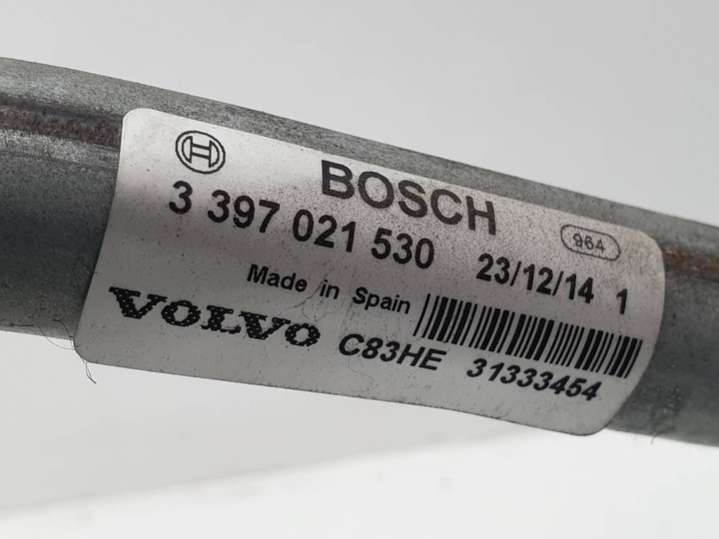 BOSCH
3 397 021 530
964
23/12/14 1
Made in Spain
VOLVO
C83HE 31333454